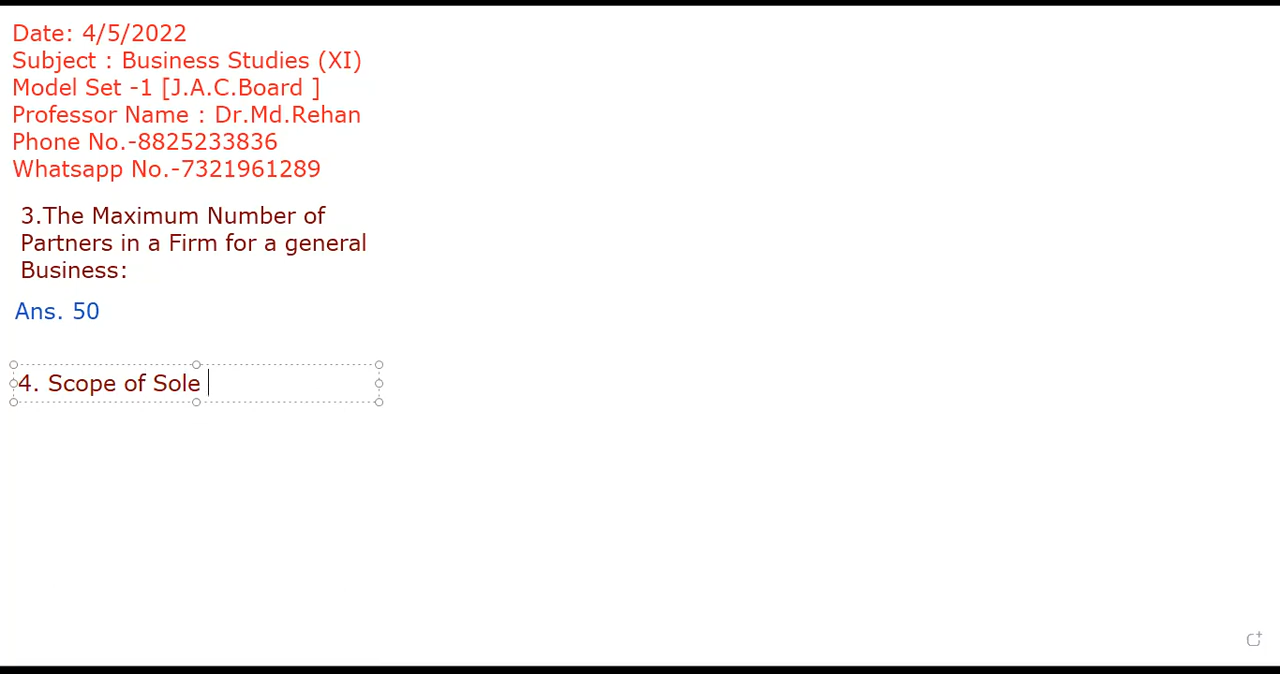 Date: 4/5/2022
Subject : Business Studies (XI)
Model Set -1 [J.A.C.Board ]
Professor Name : Dr.Md.Rehan
Phone No.-8825233836
Whatsapp No.-7321961289
3.The Maximum Number of
Partners in a Firm for a general
Business:
Ans. 50
4. Scope of Sole